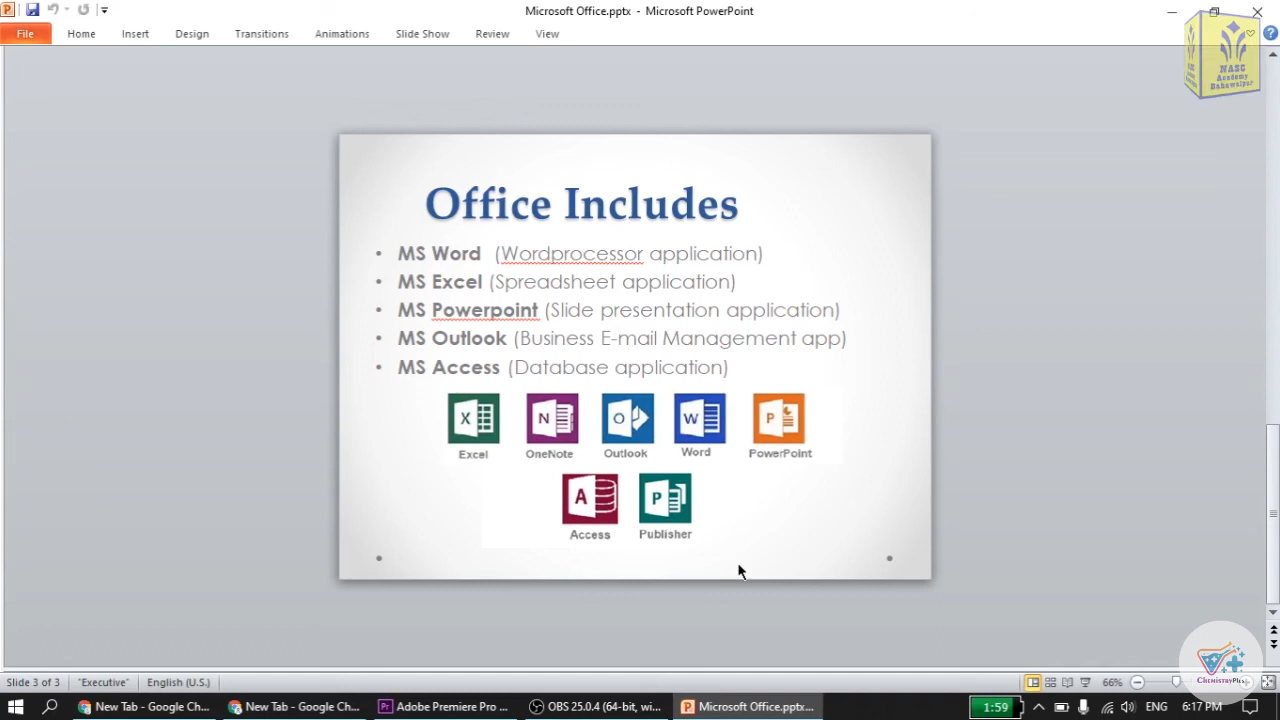 Microsoft Office.pptx - Microsoft PowerPoint
File Home Insert Design Transitions Animations Slide Show Review View
NASC
Academy
Bahawalpur
Office Includes
• MS Word (Wordprocessor application)
• MS Excel (Spreadsheet application)
• MS Powerpoint (Slide presentation application)
• MS Outlook (Business E-mail Management app)
• MS Access (Database application)
X N O W P
Excel OneNote Outlook Word PowerPoint
A P
Access Publisher
ChemistryPlus
Slide 3 of 3 "Executive" English (U.S.) 66%
New Tab - Google Ch... New Tab - Google Ch... Adobe Premiere Pro ... OBS 25.0.4 (64-bit, wi... Microsoft Office.pptx... 1:59 ENG 6:17 PM